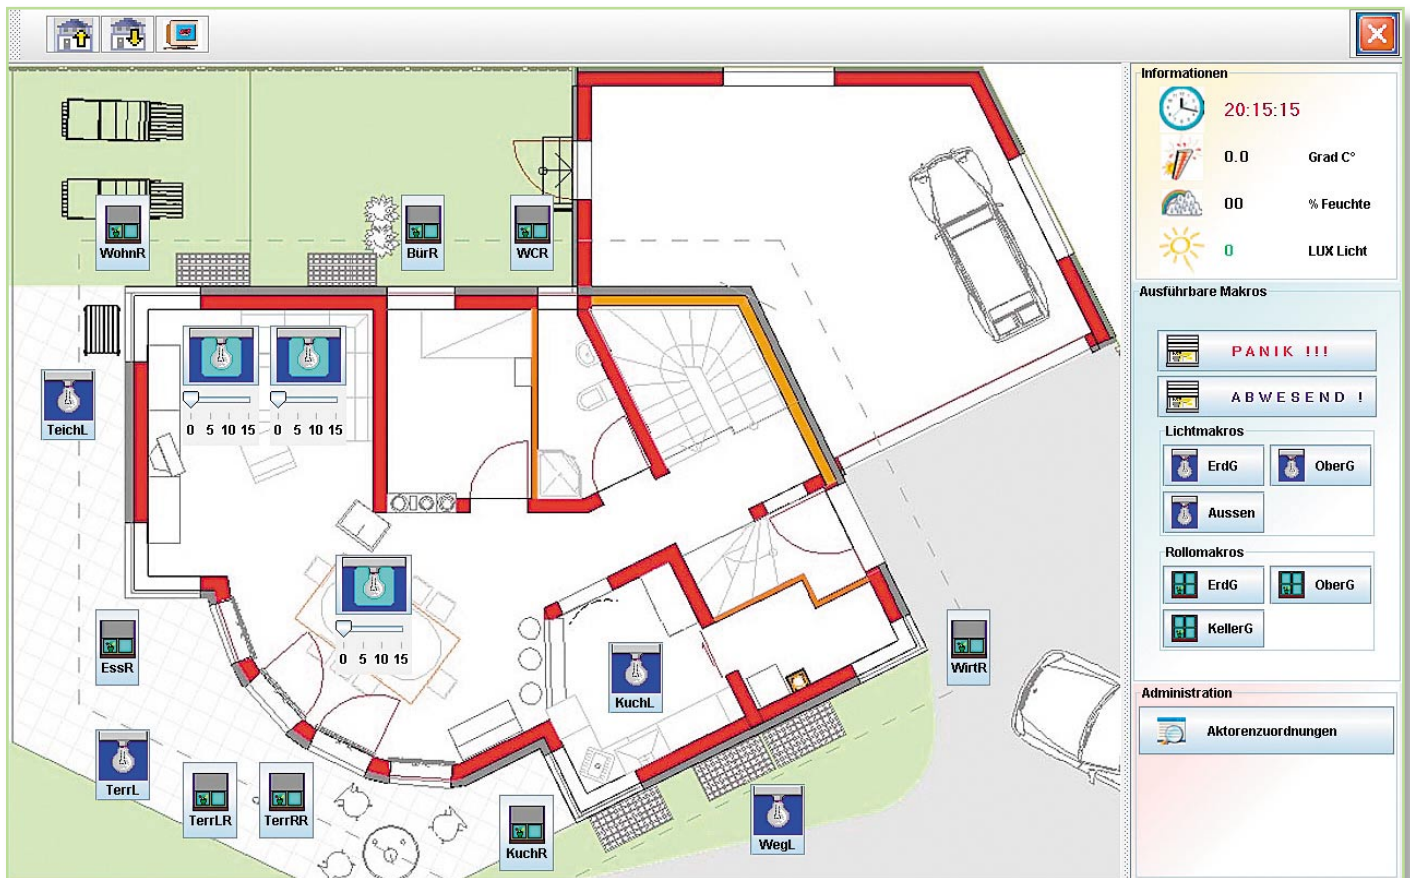 Informationen
20:15:15
0.0 Grad C°
00 % Feuchte
0 LUX Licht
Ausführbare Makros
PANIK !!!
ABWESEND !
Lichtmakros
ErdG OberG
Aussen
Rollomakros
ErdG OberG
KellerG
Administration
Aktorenzuordnungen
WohnR BürR WCR
TeichL
0 5 10 15 0 5 10 15
EssR
0 5 10 15
KuchL
WirtR
TerrL
TerrLR TerrRR
KuchR
WegL